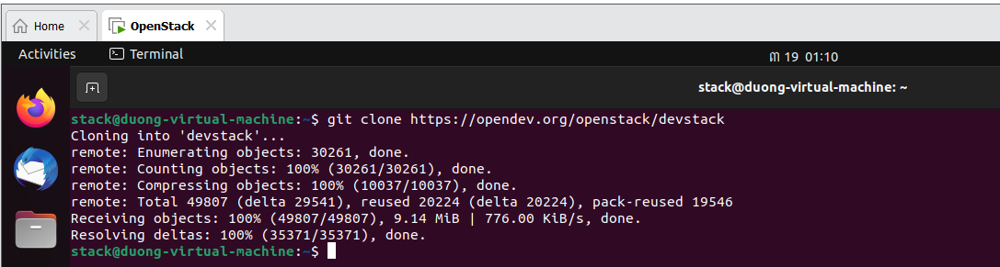 Home
OpenStack
Activities
Terminal
ຕ 19 01:10
stack@duong-virtual-machine: ~
stack@duong-virtual-machine:~$ git clone https://opendev.org/openstack/devstack
Cloning into 'devstack'...
remote: Enumerating objects: 30261, done.
remote: Counting objects: 100% (30261/30261), done.
remote: Compressing objects: 100% (10037/10037), done.
remote: Total 49807 (delta 29541), reused 20224 (delta 20224), pack-reused 19546
Receiving objects: 100% (49807/49807), 9.14 MiB | 776.00 KiB/s, done.
Resolving deltas: 100% (35371/35371), done.
stack@duong-virtual-machine:~$